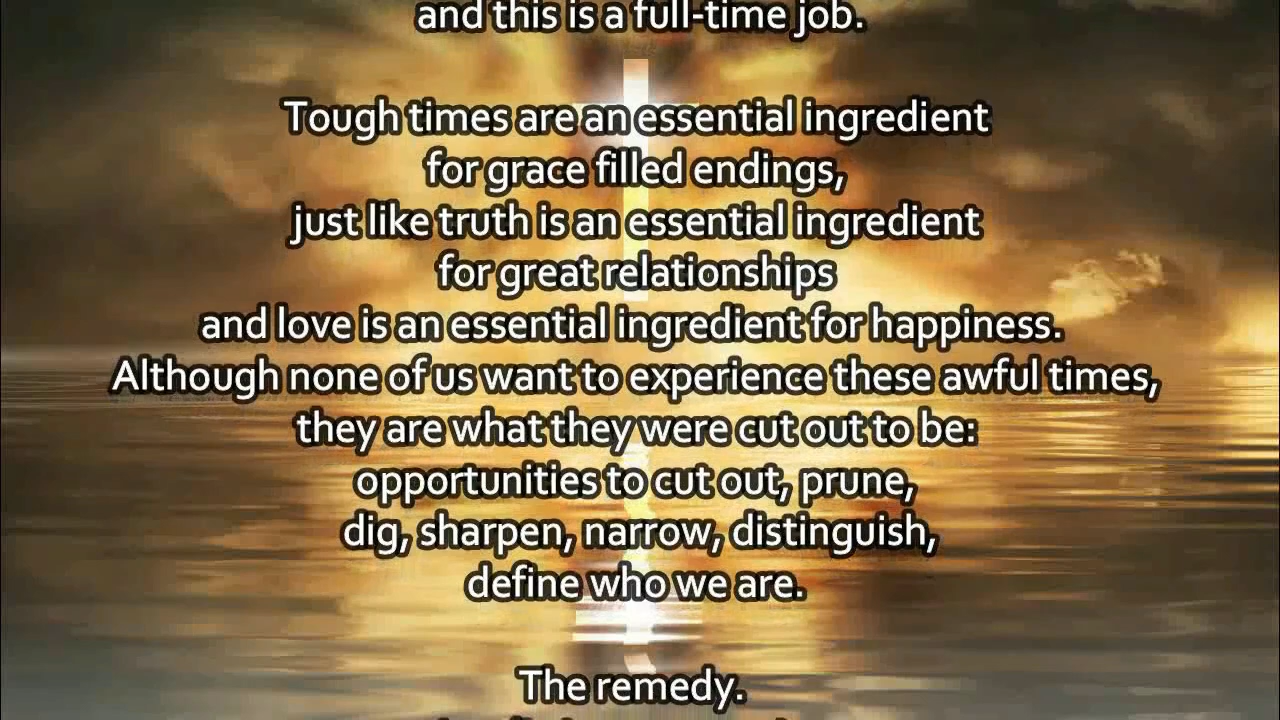 and this is a full-time job.
Tough times are an essential ingredient
for grace filled endings,
just like truth is an essential ingredient
for great relationships
and love is an essential ingredient for happiness.
Although none of us want to experience these awful times,
they are what they were cut out to be:
opportunities to cut out, prune,
dig, sharpen, narrow, distinguish,
define who we are.
The remedy.